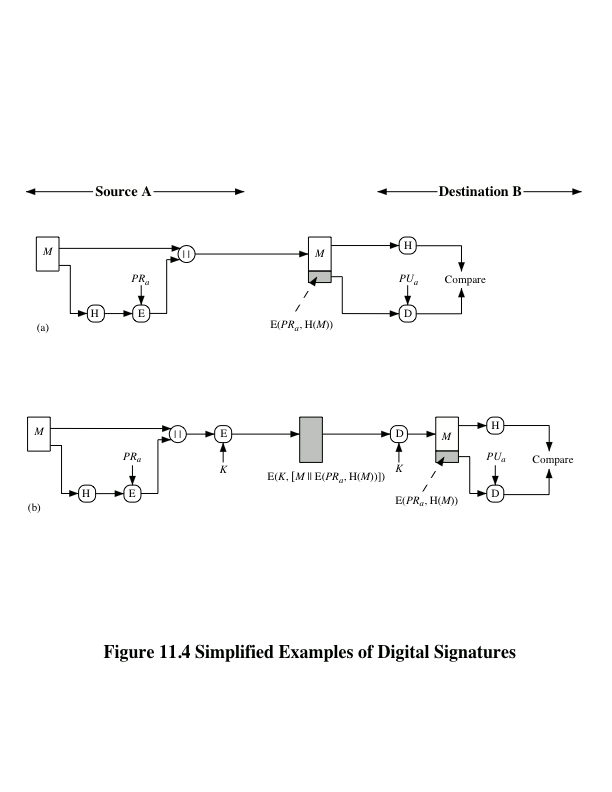 Source A
Destination B
M
||
M
H
PRa
PUa
Compare
H
E
D
E(PRa, H(M))
(a)
M
||
E
D
M
H
PRa
K
E(K, [M || E(PRa, H(M))])
K
PUa
Compare
H
E
E(PRa, H(M))
D
(b)
Figure 11.4 Simplified Examples of Digital Signatures